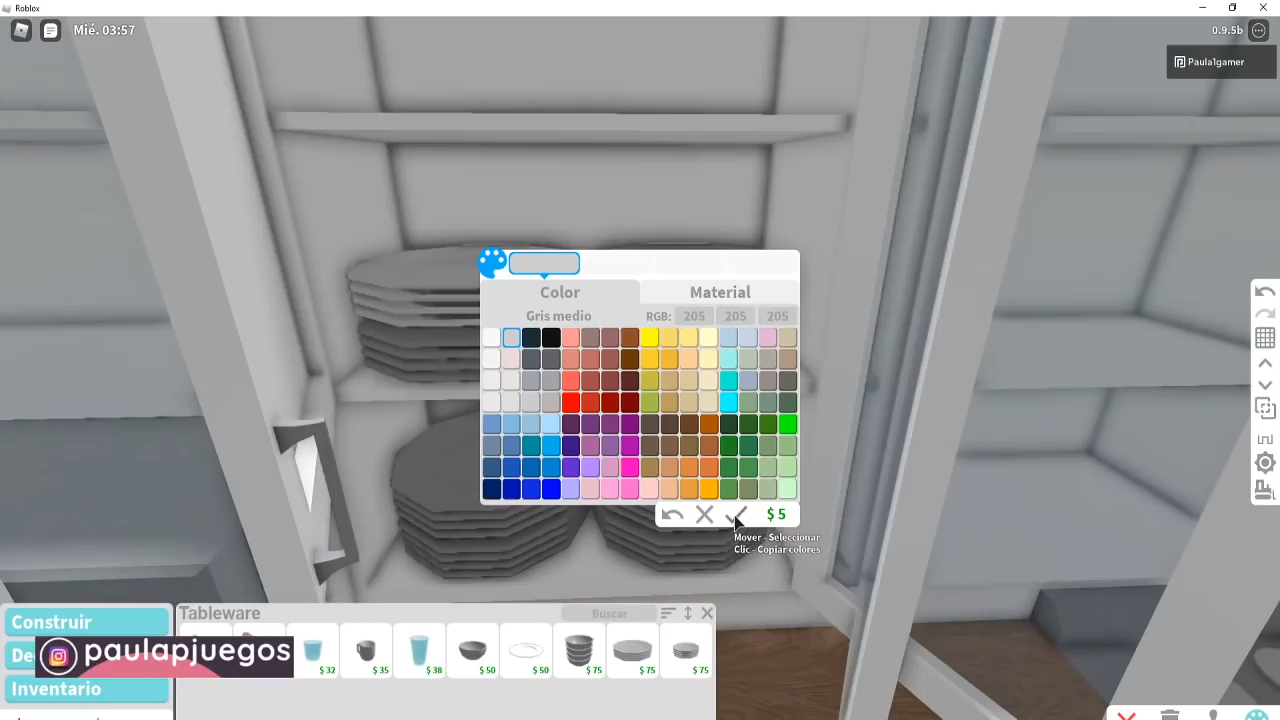 Roblox
Mié. 03:57
0.9.5b
Paula1gamer
Color
Material
Gris medio
RGB: 205 205 205
$ 5
Mover - Seleccionar
Clic - Copiar colores
Construir
De
Inventario
Tableware
Buscar
$ 32 $ 35 $ 38 $ 50 $ 50 $ 75 $ 75 $ 75
paulapjuegos